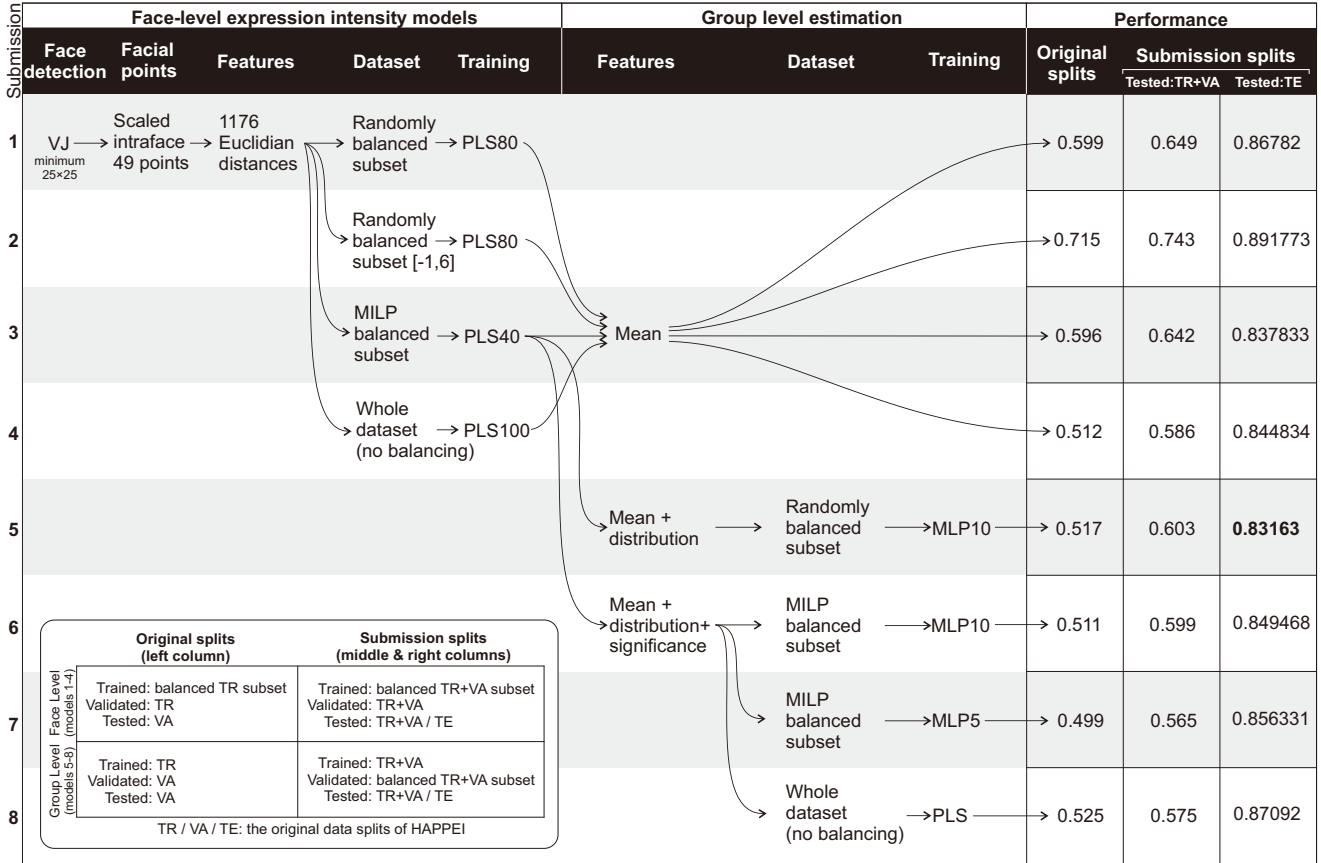 Submission
Face-level expression intensity models
Group level estimation
Performance
Face detection
Facial points
Features
Dataset
Training
Features
Dataset
Training
Original splits
Submission splits
Tested:TR+VA
Tested:TE
1
VJ
minimum
25×25
Scaled
intraface
49 points
1176
Euclidian
distances
Randomly
balanced
subset
PLS80
0.599
0.649
0.86782
2
Randomly
balanced
subset [-1,6]
PLS80
0.715
0.743
0.891773
3
MILP
balanced
subset
PLS40
Mean
0.596
0.642
0.837833
4
Whole
dataset
(no balancing)
PLS100
0.512
0.586
0.844834
5
Mean +
distribution
Randomly
balanced
subset
MLP10
0.517
0.603
0.83163
6
Mean +
distribution+
significance
MILP
balanced
subset
MLP10
0.511
0.599
0.849468
7
MILP
balanced
subset
MLP5
0.499
0.565
0.856331
8
Whole
dataset
(no balancing)
PLS
0.525
0.575
0.87092
Original splits
(left column)
Submission splits
(middle & right columns)
Face Level
(models 1-4)
Trained: balanced TR subset
Validated: TR
Tested: VA
Trained: balanced TR+VA subset
Validated: TR+VA
Tested: TR+VA / TE
Group Level
(models 5-8)
Trained: TR
Validated: VA
Tested: VA
Trained: TR+VA
Validated: balanced TR+VA subset
Tested: TR+VA / TE
TR / VA / TE: the original data splits of HAPPEI